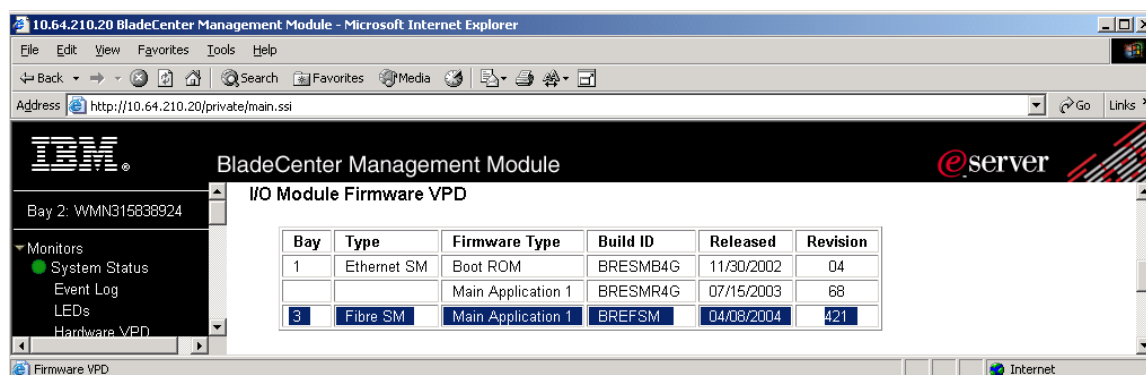 10.64.210.20 BladeCenter Management Module - Microsoft Internet Explorer
File Edit View Favorites Tools Help
Back Search Favorites Media
Address http://10.64.210.20/private/main.ssi Go Links
IBM® BladeCenter Management Module eserver
Bay 2: WMN315838924
Monitors
System Status
Event Log
LEDs
Hardware VPD
I/O Module Firmware VPD
Bay Type Firmware Type Build ID Released Revision
1 Ethernet SM Boot ROM BRESMB4G 11/30/2002 04
Main Application 1 BRESMR4G 07/15/2003 68
3 Fibre SM Main Application 1 BREFSM 04/08/2004 421
Firmware VPD Internet